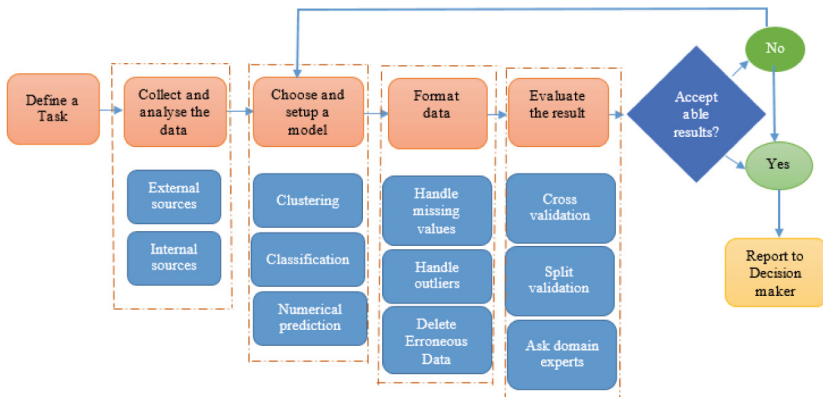 Define a
Task
Collect and
analyse the
data
External
sources
Internal
sources
Choose and
setup a
model
Clustering
Classification
Numerical
prediction
Format
data
Handle
missing
values
Handle
outliers
Delete
Erroneous
Data
Evaluate
the result
Cross
validation
Split
validation
Ask domain
experts
Accept
able
results?
No
Yes
Report to
Decision
maker